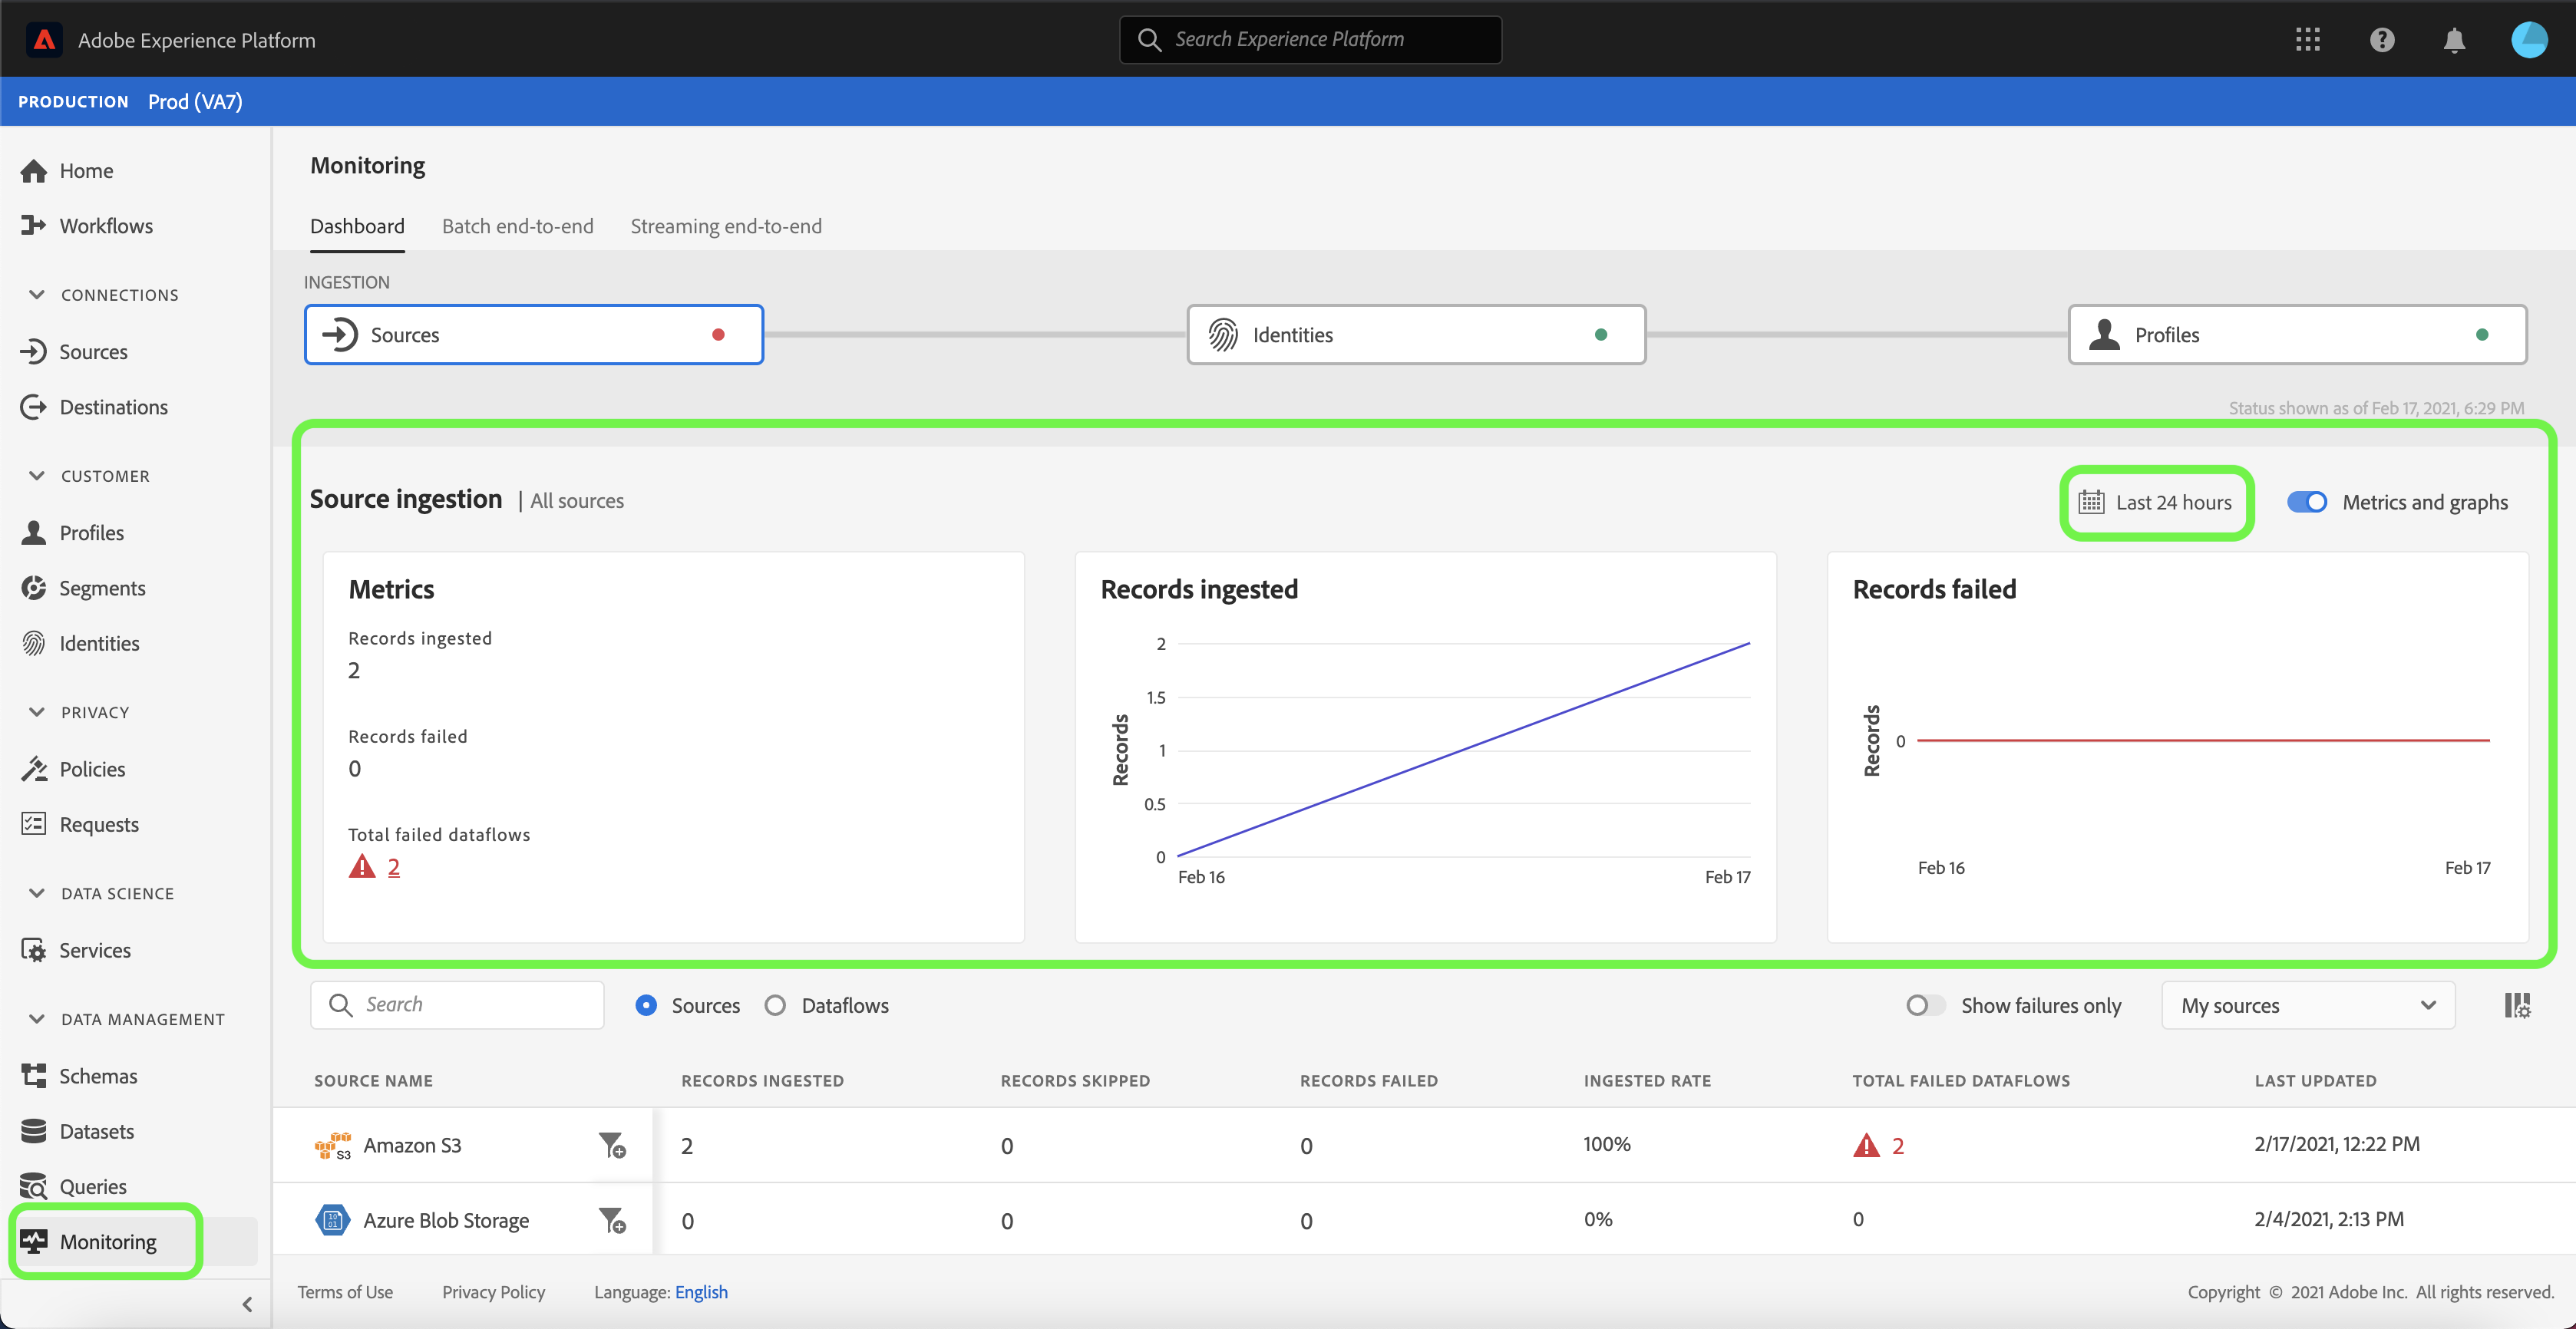 Adobe Experience Platform
Search Experience Platform
PRODUCTION Prod (VA7)
Home
Workflows
CONNECTIONS
Sources
Destinations
CUSTOMER
Profiles
Segments
Identities
PRIVACY
Policies
Requests
DATA SCIENCE
Services
DATA MANAGEMENT
Schemas
Datasets
Queries
Monitoring
Monitoring
Dashboard Batch end-to-end Streaming end-to-end
INGESTION
Sources Identities Profiles
Status shown as of Feb 17, 2021, 6:29 PM
Source ingestion | All sources Last 24 hours Metrics and graphs
Metrics
Records ingested
2
Records failed
0
Total failed dataflows
2
Records ingested
2
1.5
1
0.5
0
Records
Feb 16 Feb 17
Records failed
Records
0
Feb 16 Feb 17
Search Sources Dataflows Show failures only My sources
SOURCE NAME RECORDS INGESTED RECORDS SKIPPED RECORDS FAILED INGESTED RATE TOTAL FAILED DATAFLOWS LAST UPDATED
S3 Amazon S3 2 0 0 100% 2 2/17/2021, 12:22 PM
10 01 Azure Blob Storage 0 0 0 0% 0 2/4/2021, 2:13 PM
Terms of Use Privacy Policy Language: English Copyright © 2021 Adobe Inc. All rights reserved.